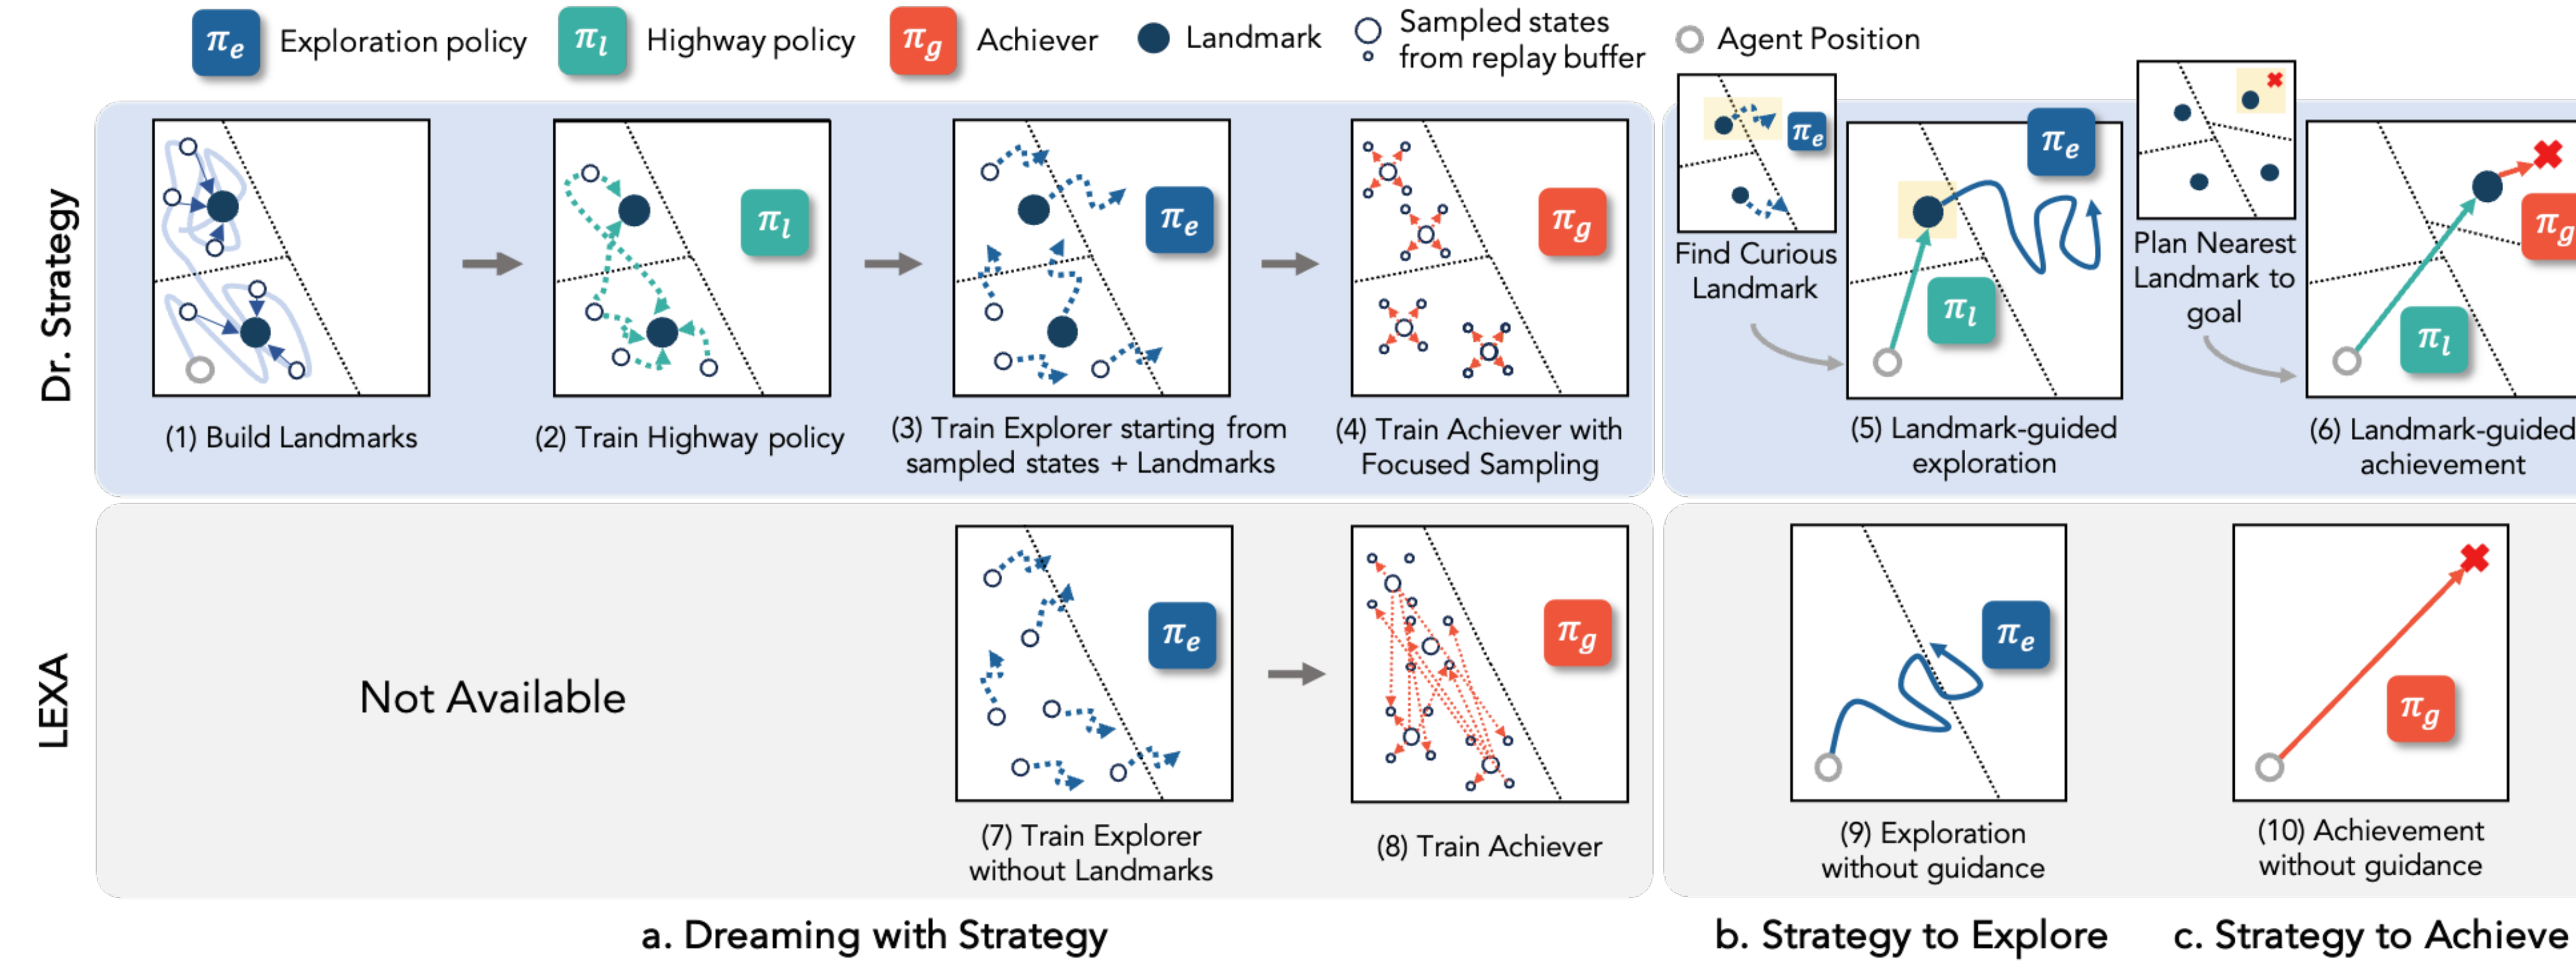 πe Exploration policy πl Highway policy πg Achiever Landmark Sampled states from replay buffer Agent Position
Dr. Strategy
πl
πe
πg
πe
πe
πl
πl
πg
Find Curious
Landmark
Plan Nearest
Landmark to
goal
(1) Build Landmarks
(2) Train Highway policy
(3) Train Explorer starting from
sampled states + Landmarks
(4) Train Achiever with
Focused Sampling
(5) Landmark-guided
exploration
(6) Landmark-guided
achievement
LEXA
Not Available
πe
πg
πe
πg
(7) Train Explorer
without Landmarks
(8) Train Achiever
(9) Exploration
without guidance
(10) Achievement
without guidance
a. Dreaming with Strategy
b. Strategy to Explore
c. Strategy to Achieve